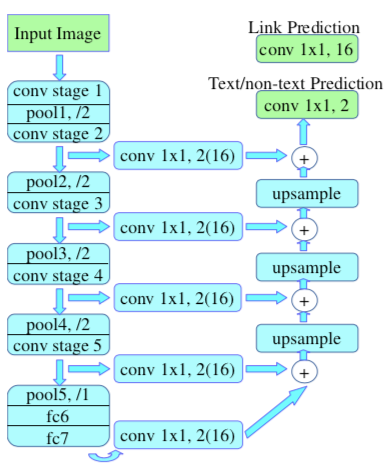 Input Image
conv stage 1
pool1, /2
conv stage 2
pool2, /2
conv stage 3
pool3, /2
conv stage 4
pool4, /2
conv stage 5
pool5, /1
fc6
fc7
conv 1x1, 2(16)
conv 1x1, 2(16)
conv 1x1, 2(16)
conv 1x1, 2(16)
conv 1x1, 2(16)
Link Prediction
conv 1x1, 16
Text/non-text Prediction
conv 1x1, 2
+
upsample
+
upsample
+
upsample
+